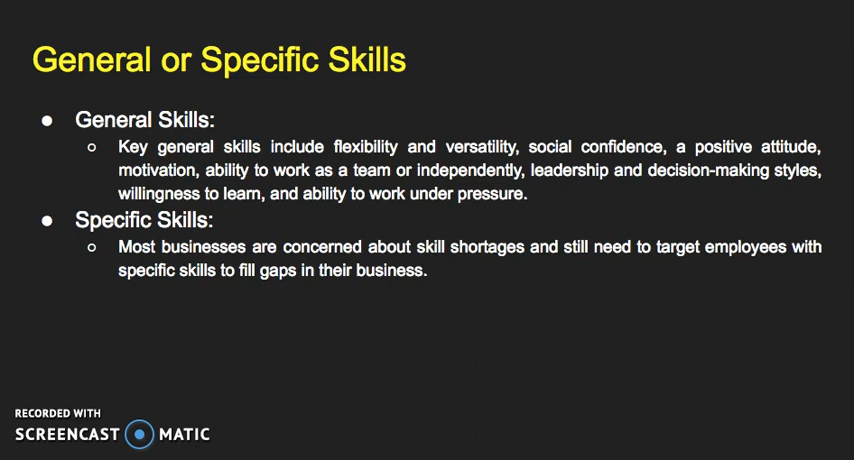 General or Specific Skills
● General Skills:
○ Key general skills include flexibility and versatility, social confidence, a positive attitude,
motivation, ability to work as a team or independently, leadership and decision-making styles,
willingness to learn, and ability to work under pressure.
● Specific Skills:
○ Most businesses are concerned about skill shortages and still need to target employees with
specific skills to fill gaps in their business.
RECORDED WITH
SCREENCAST MATIC